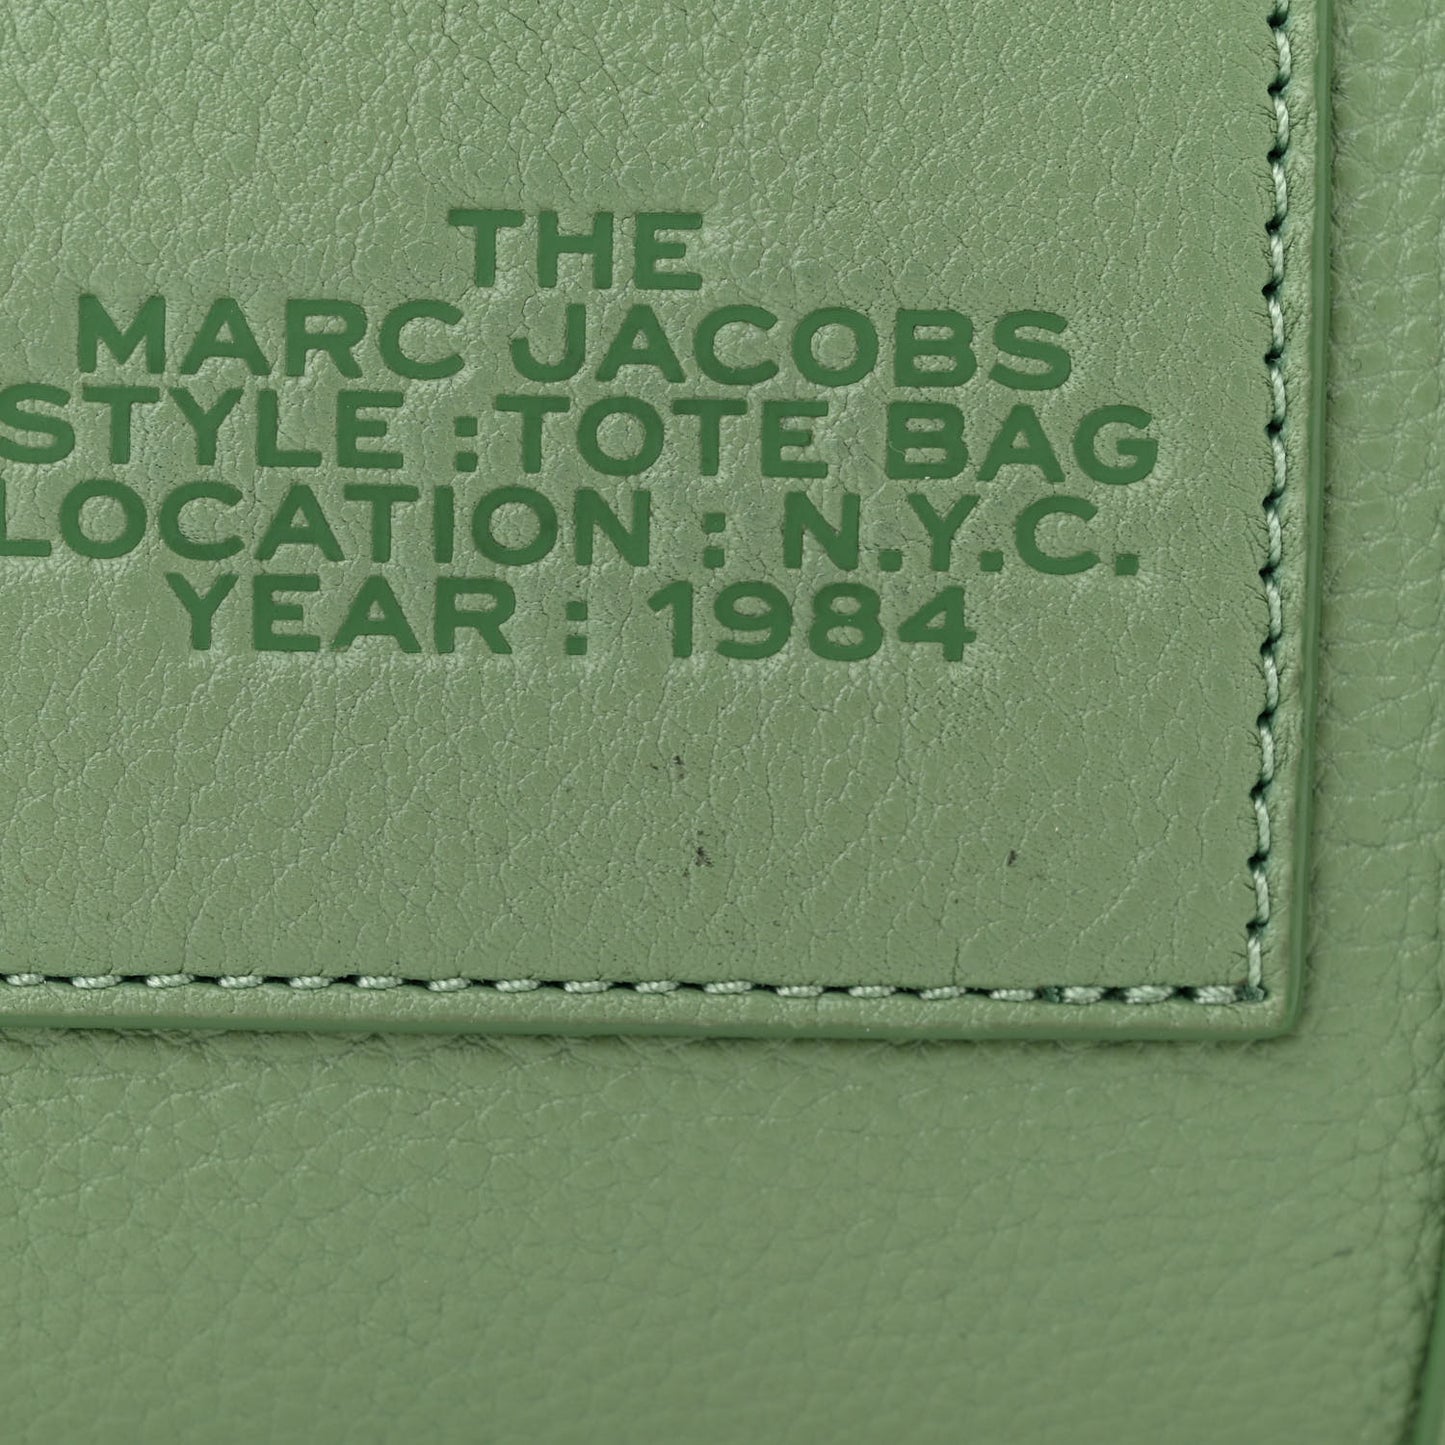 THE
MARC JACOBS
STYLE :TOTE BAG
LOCATION : N.Y.C.
YEAR : 1984